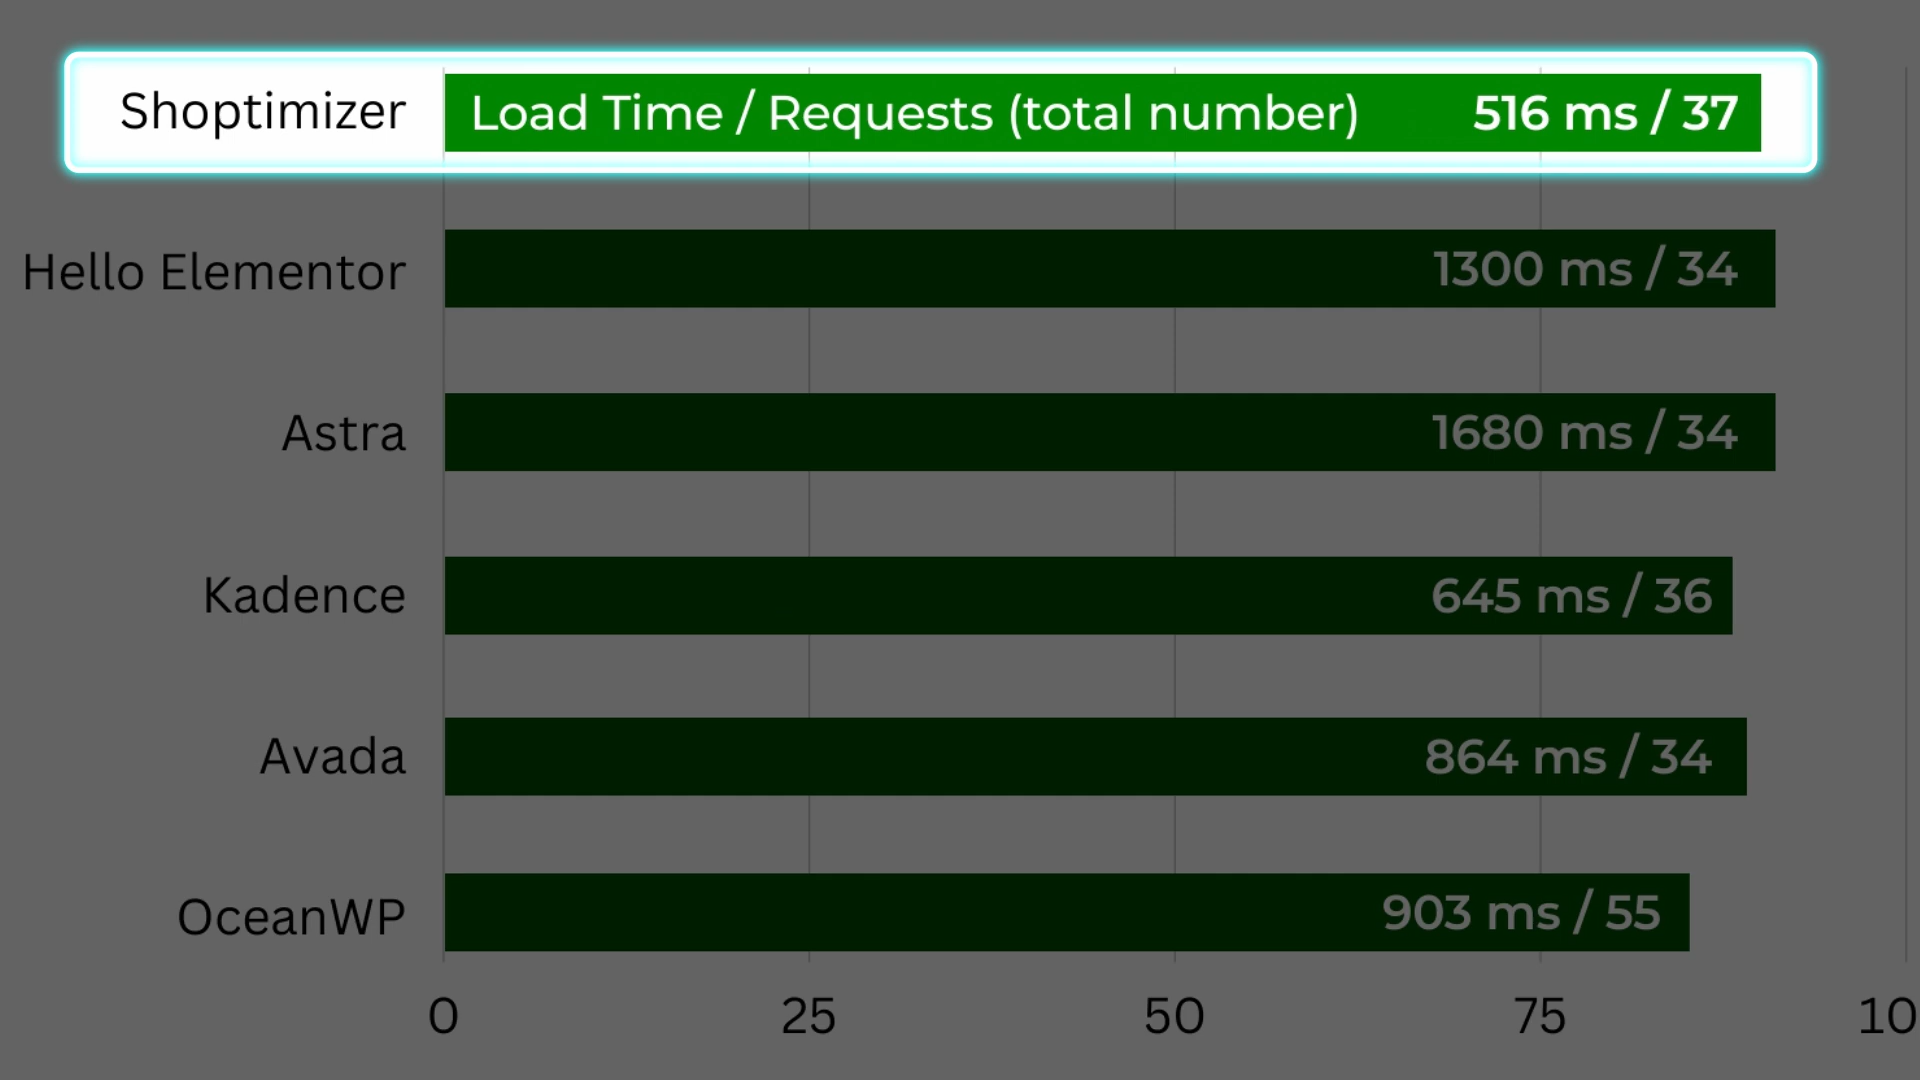 Shoptimizer Load Time / Requests (total number) 516 ms / 37
Hello Elementor 1300 ms / 34
Astra 1680 ms / 34
Kadence 645 ms / 36
Avada 864 ms / 34
OceanWP 903 ms / 55
0 25 50 75 10